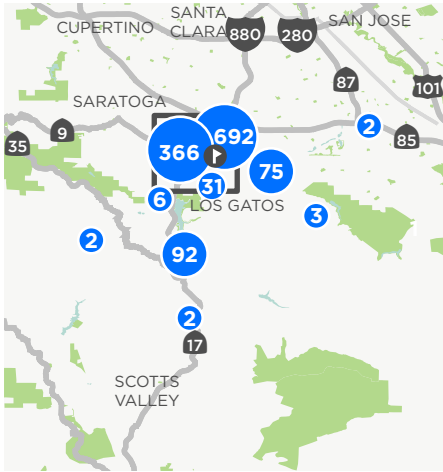 SANTA
CLARA
CUPERTINO
SAN JOSE
880
280
87
101
SARATOGA
9
35
2
85
692
366
75
31
6
LOS GATOS
3
2
92
2
17
SCOTTS
VALLEY